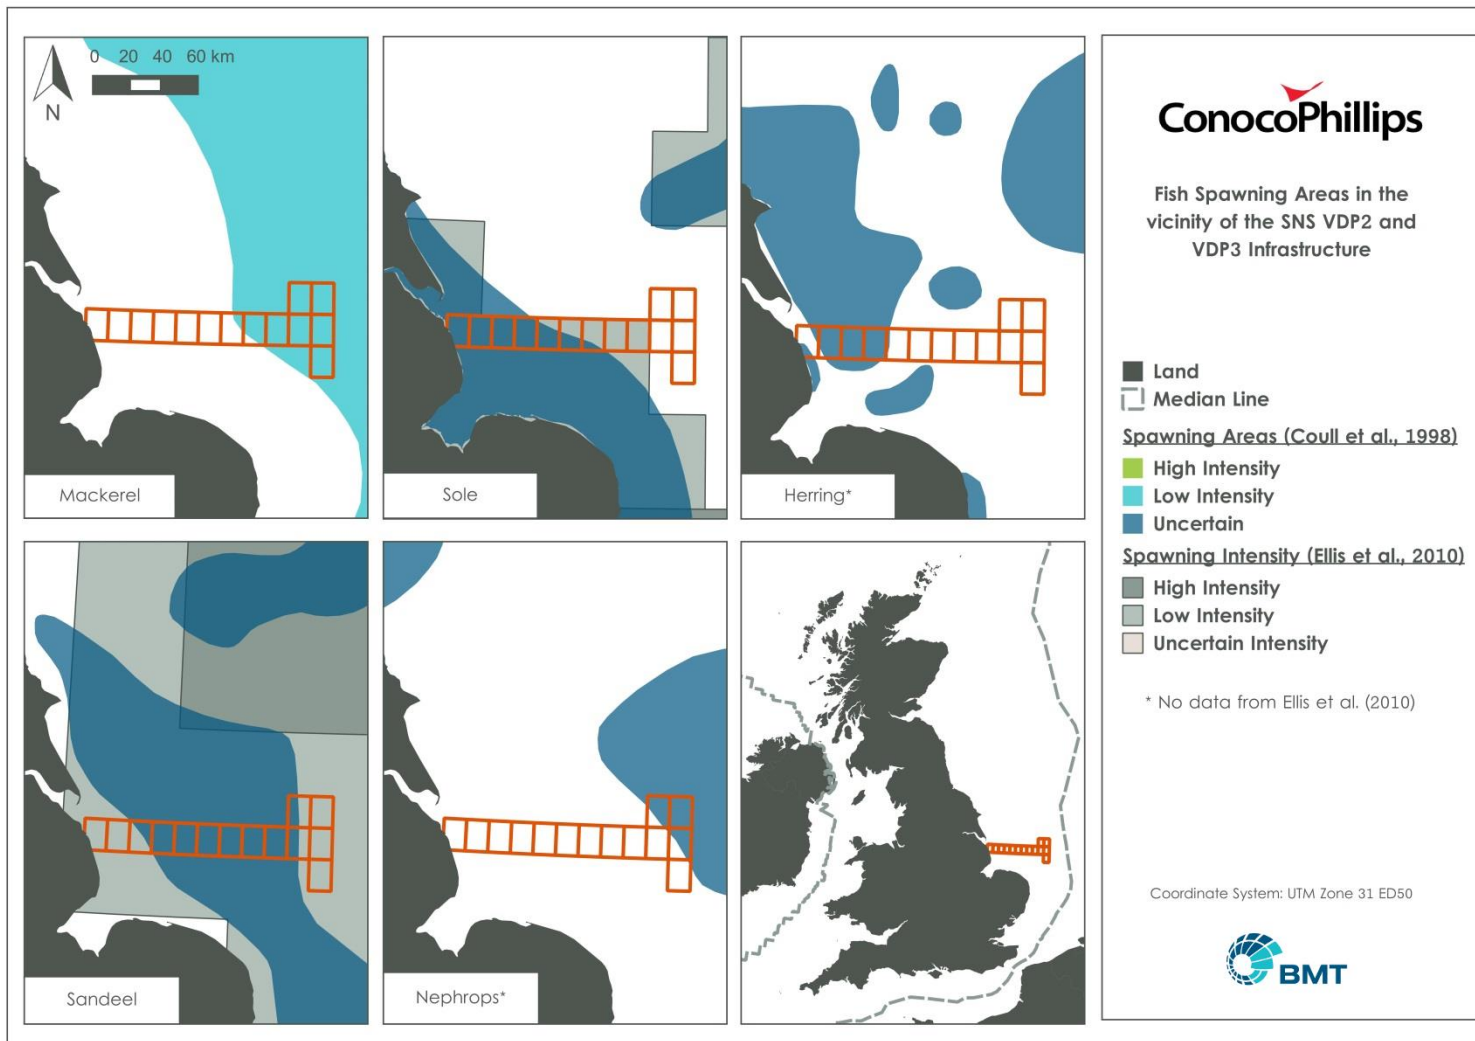 0 20 40 60 km
N
Mackerel
Sole
Herring*
Sandeel
Nephrops*
ConocoPhillips
Fish Spawning Areas in the
vicinity of the SNS VDP2 and
VDP3 Infrastructure
Land
Median Line
Spawning Areas (Coull et al., 1998)
High Intensity
Low Intensity
Uncertain
Spawning Intensity (Ellis et al., 2010)
High Intensity
Low Intensity
Uncertain Intensity
* No data from Ellis et al. (2010)
Coordinate System: UTM Zone 31 ED50
BMT